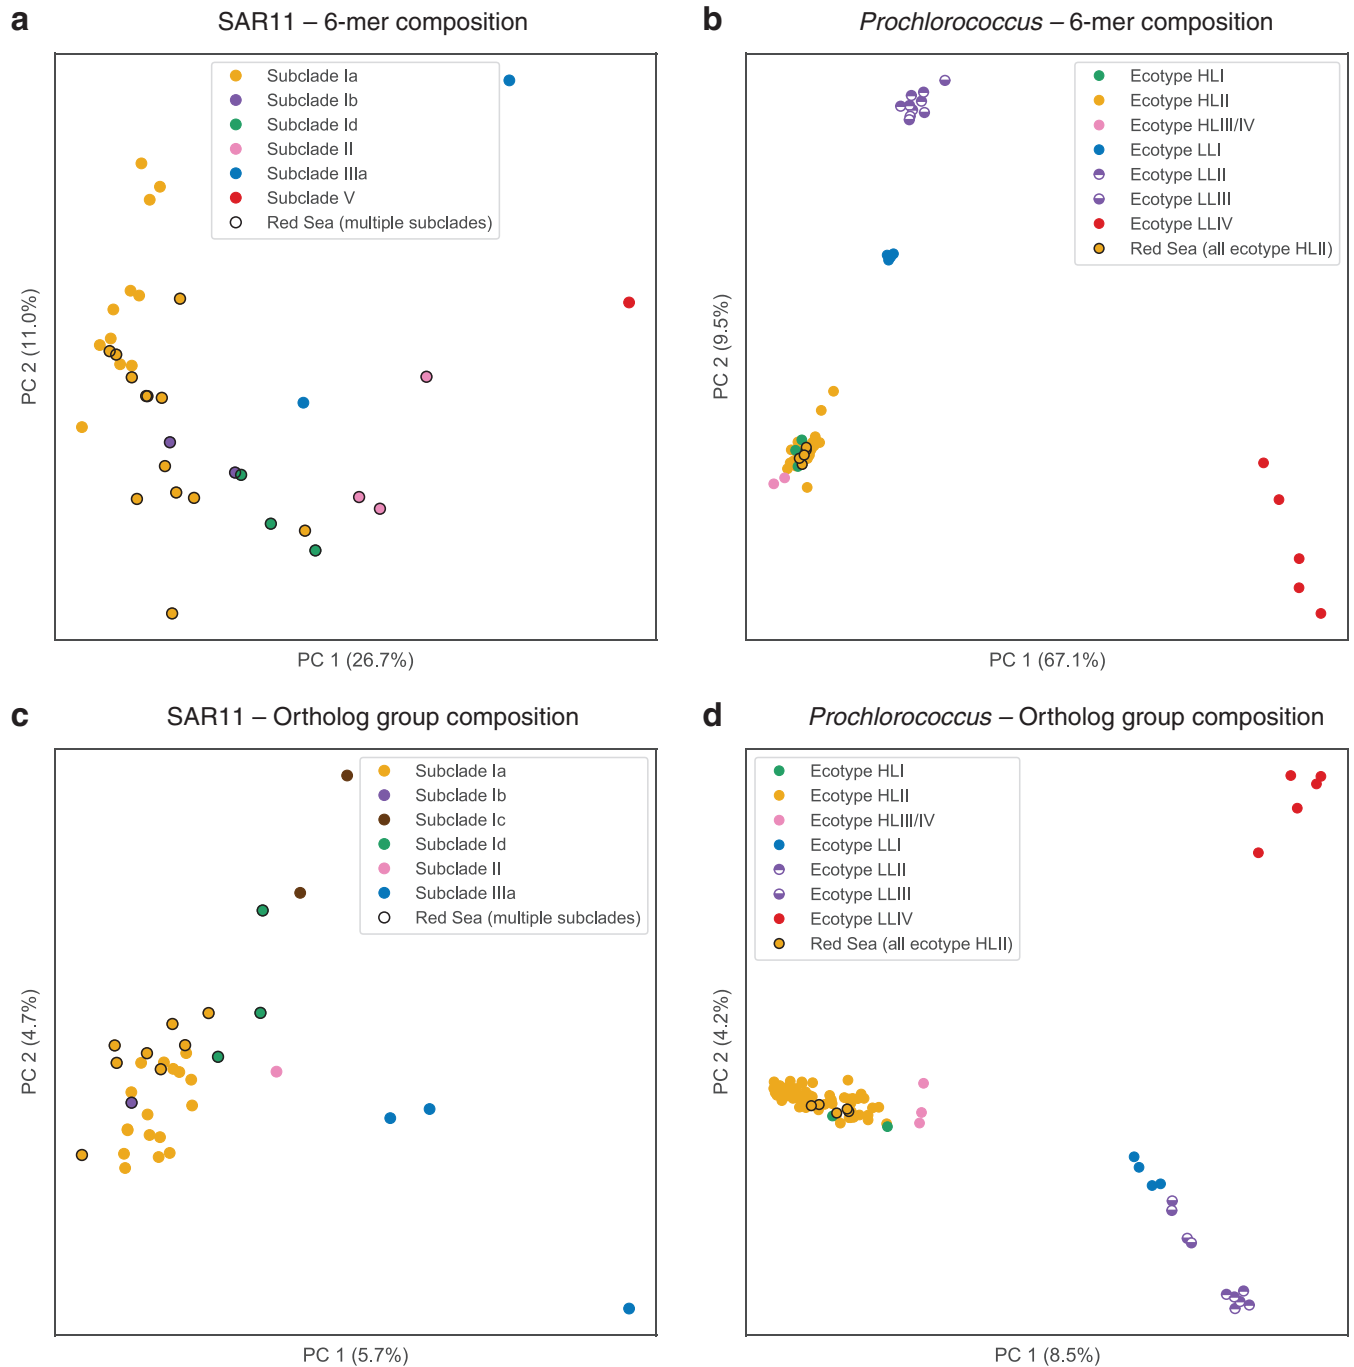 a
SAR11 – 6-mer composition
Subclade Ia
Subclade Ib
Subclade Id
Subclade II
Subclade IIIa
Subclade V
Red Sea (multiple subclades)
PC 2 (11.0%)
PC 1 (26.7%)
b
Prochlorococcus – 6-mer composition
Ecotype HLI
Ecotype HLII
Ecotype HLIII/IV
Ecotype LLI
Ecotype LLII
Ecotype LLIII
Ecotype LLIV
Red Sea (all ecotype HLII)
PC 2 (9.5%)
PC 1 (67.1%)
c
SAR11 – Ortholog group composition
Subclade Ia
Subclade Ib
Subclade Ic
Subclade Id
Subclade II
Subclade IIIa
Red Sea (multiple subclades)
PC 2 (4.7%)
PC 1 (5.7%)
d
Prochlorococcus – Ortholog group composition
Ecotype HLI
Ecotype HLII
Ecotype HLIII/IV
Ecotype LLI
Ecotype LLII
Ecotype LLIII
Ecotype LLIV
Red Sea (all ecotype HLII)
PC 2 (4.2%)
PC 1 (8.5%)